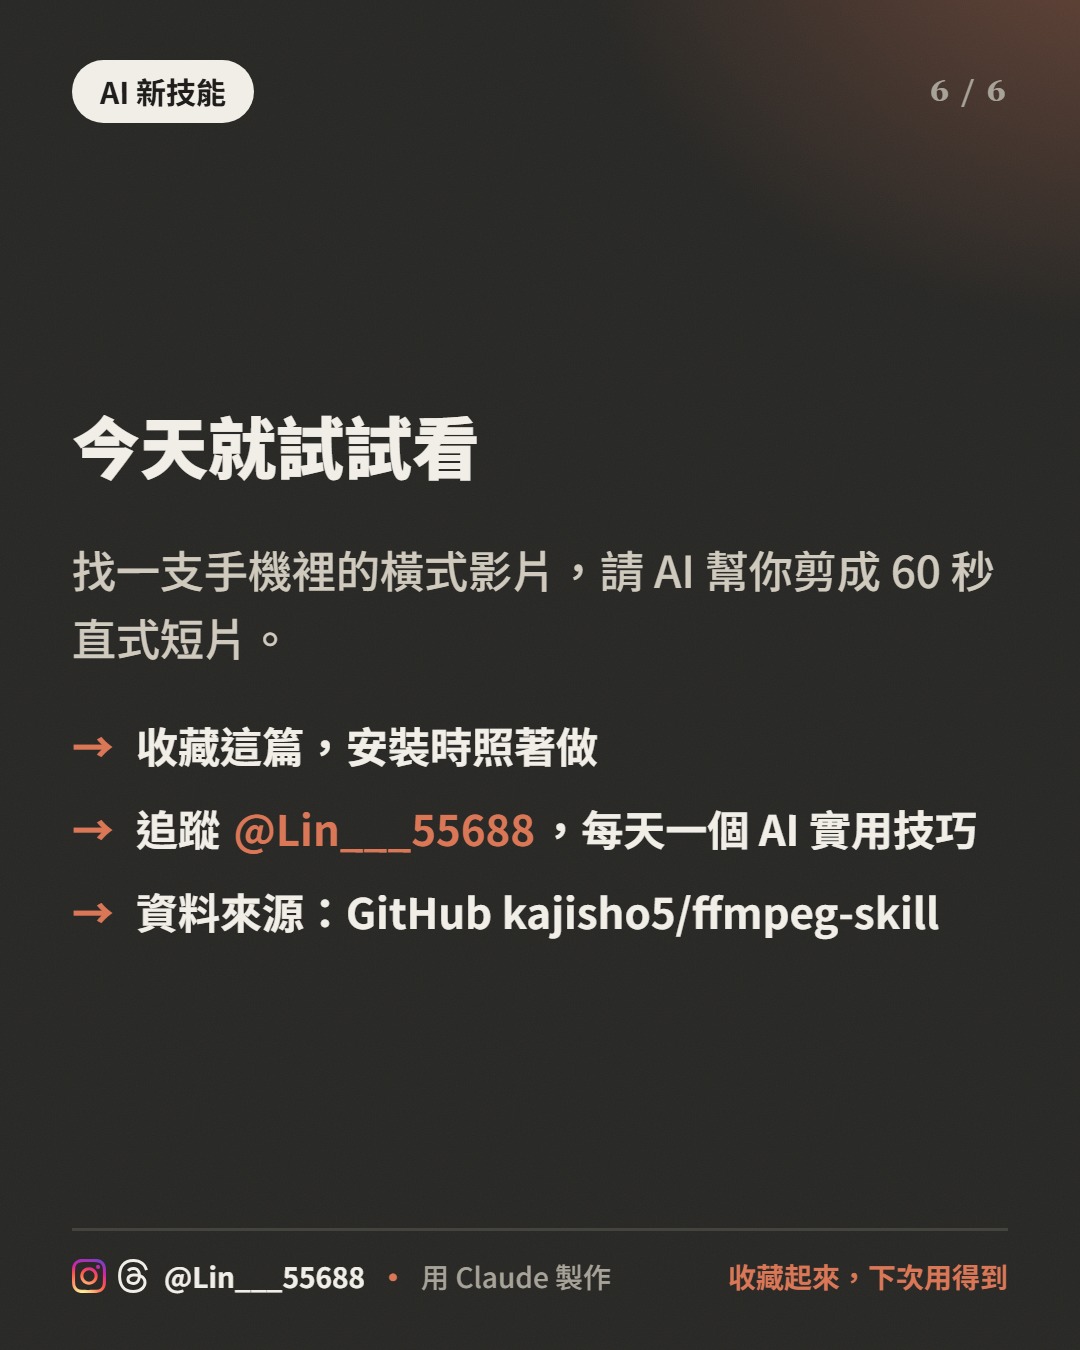 AI 新技能
6 / 6
今天就試試看
找一支手機裡的橫式影片，請 AI 幫你剪成 60 秒
直式短片。
→ 收藏這篇，安裝時照著做
→ 追蹤 @Lin___55688，每天一個 AI 實用技巧
→ 資料來源：GitHub kajisho5/ffmpeg-skill
@Lin___55688 • 用 Claude 製作
收藏起來，下次用得到